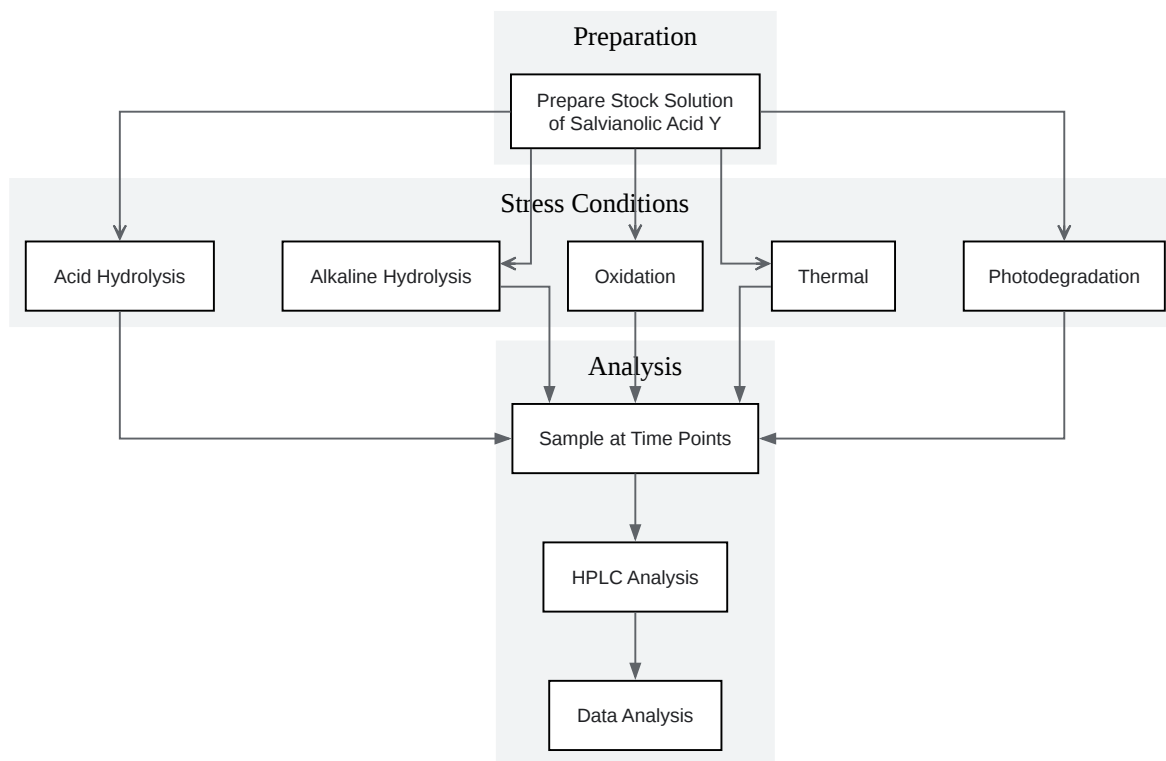 Preparation
Prepare Stock Solution
of Salvianolic Acid Y
Stress Conditions
Acid Hydrolysis
Alkaline Hydrolysis
Oxidation
Thermal
Photodegradation
Analysis
Sample at Time Points
HPLC Analysis
Data Analysis